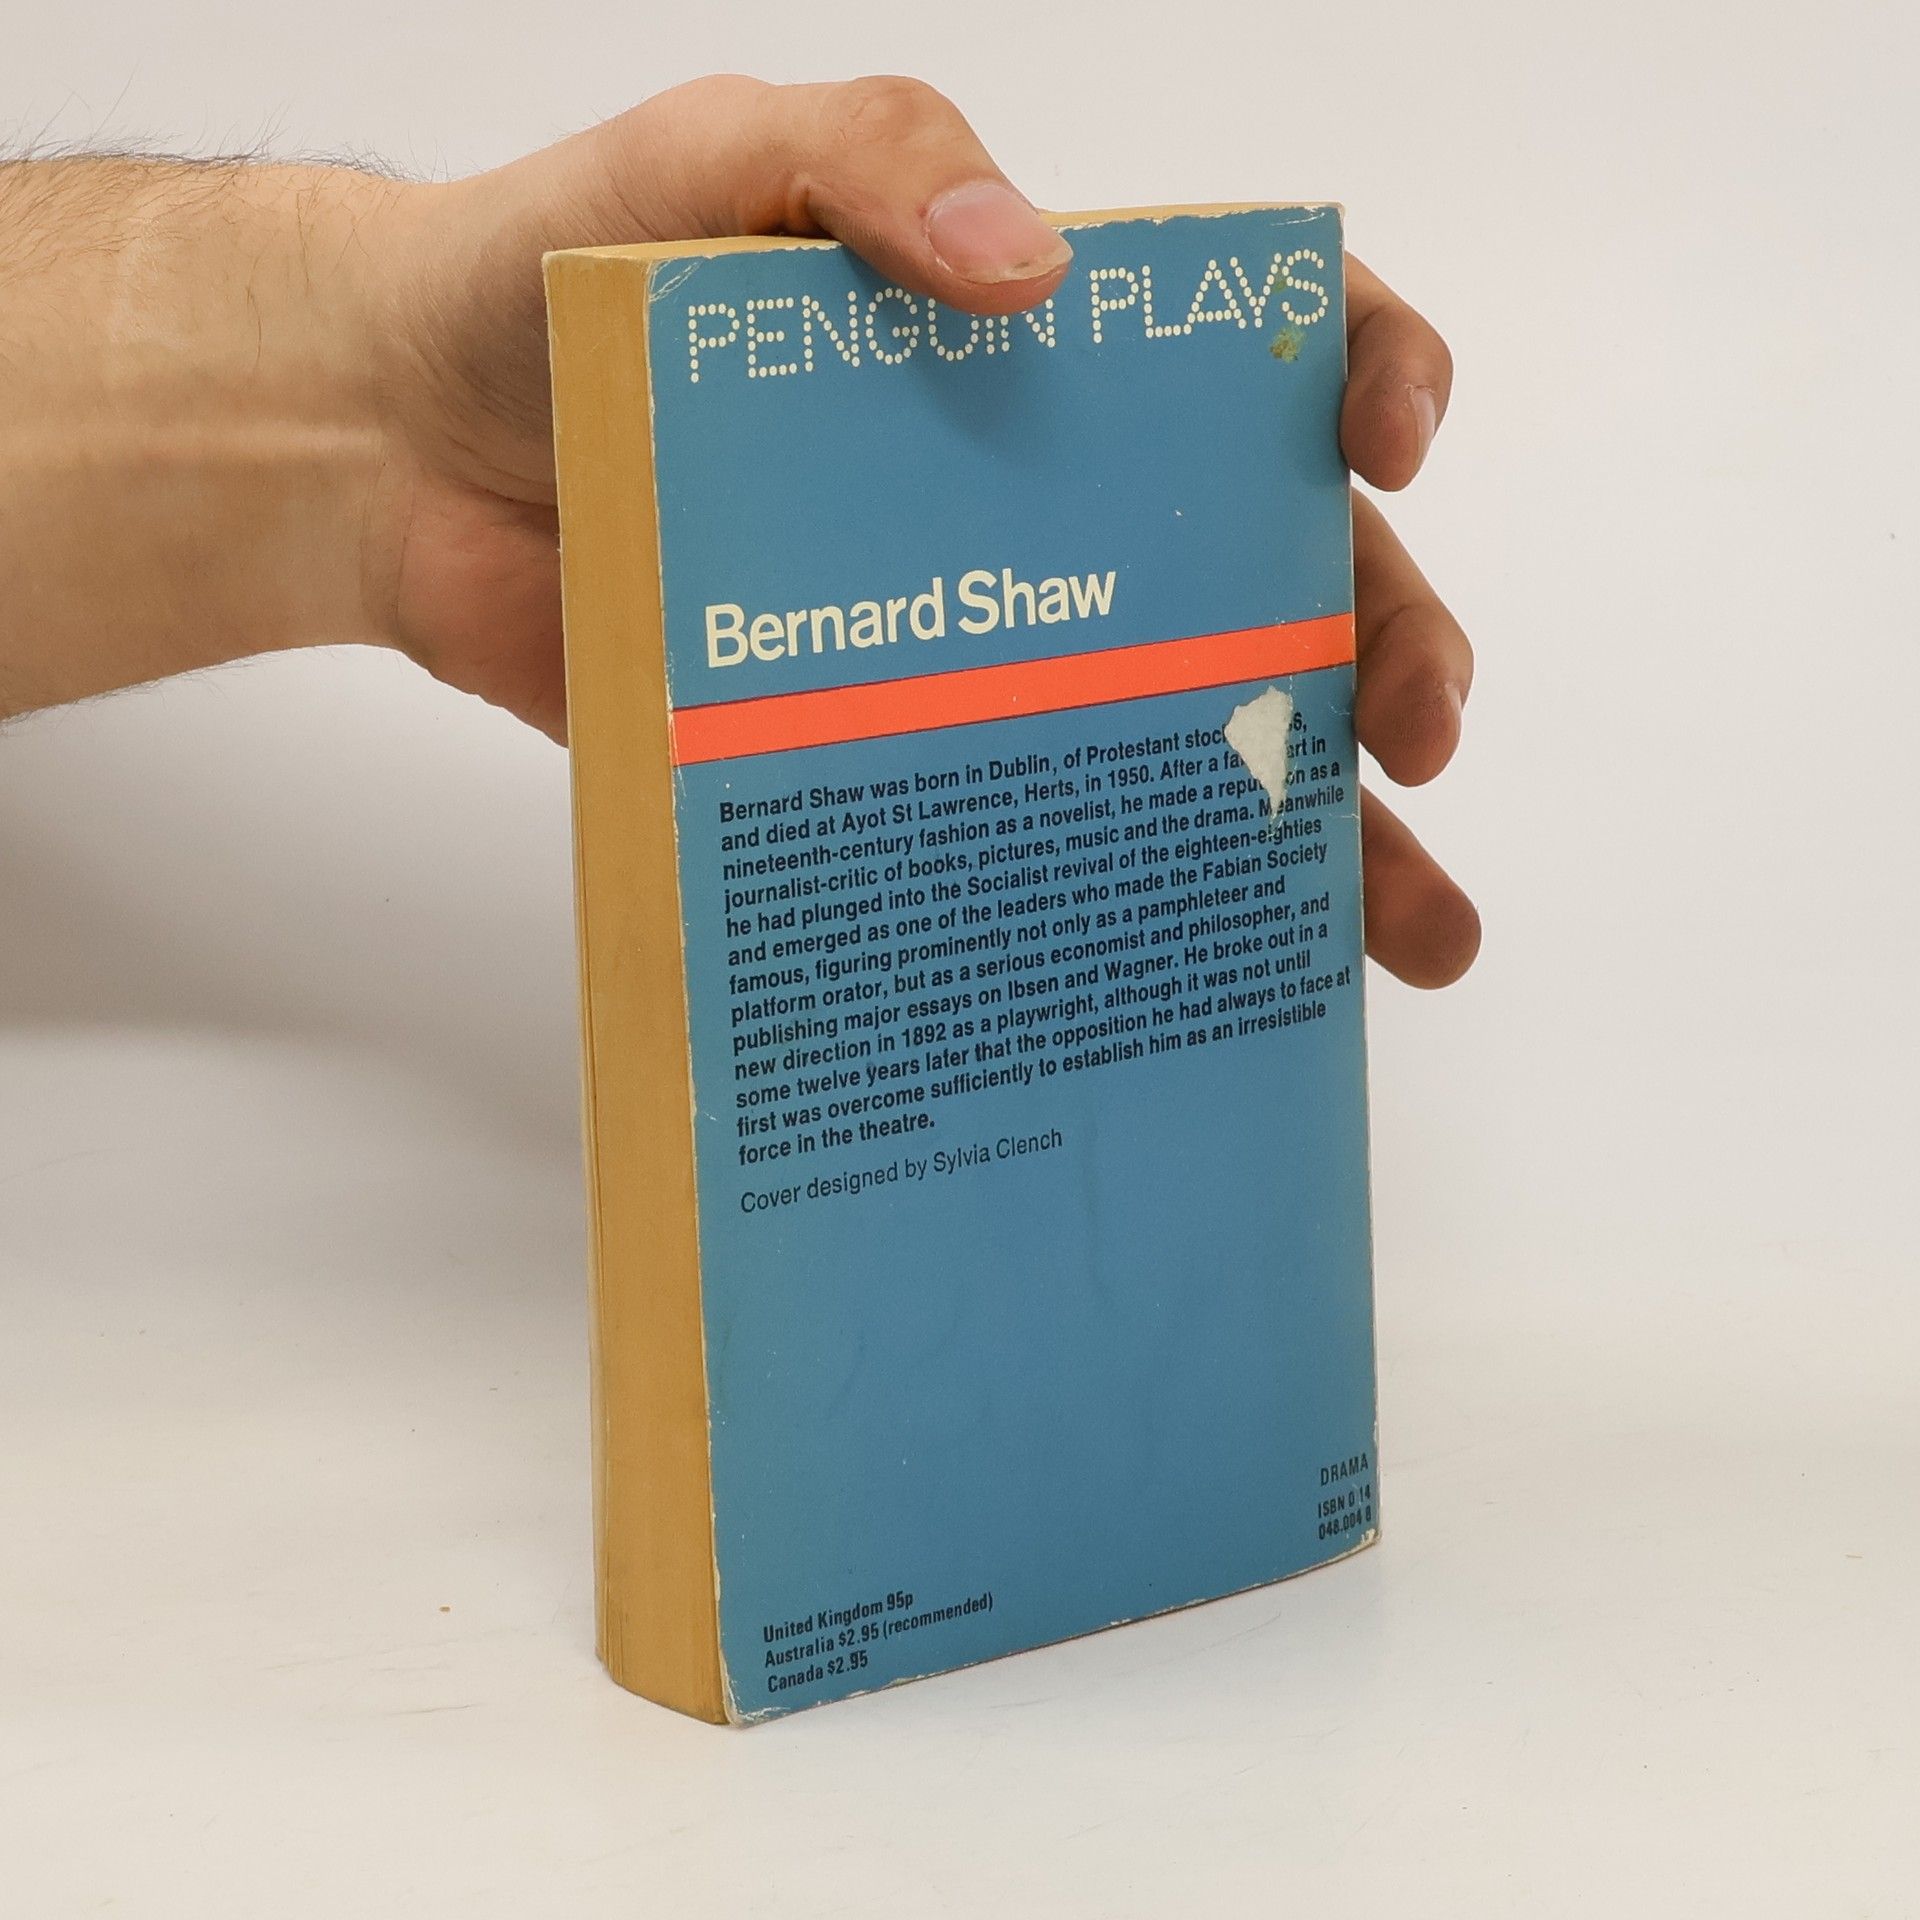 PENGUIN PLAYS
Bernard Shaw
Bernard Shaw was born in Dublin, of Protestant
and died at Ayot St Lawrence, Herts, in 1950. After a in
nineteenth-century fashion as a novelist, he made a as a
journalist-critic of books, pictures, music and the drama. Meanwhile
he had plunged into the Socialist revival of the eighteen-eighties
and emerged as one of the leaders who made the Fabian Society
famous, figuring prominently not only as a pamphleteer and
platform orator, but as a serious economist and philosopher, and
publishing major essays on Ibsen and Wagner. He broke out in a
new direction in 1892 as a playwright, although it was not until
some twelve years later that the opposition he had always to face at
first was overcome sufficiently to establish him as an irresistible
force in the theatre.
Cover designed by Sylvia Clench
DRAMA
ISBN 0 14
048.004 8
United Kingdom 95p
Australia $2.95 (recommended)
Canada $2.95